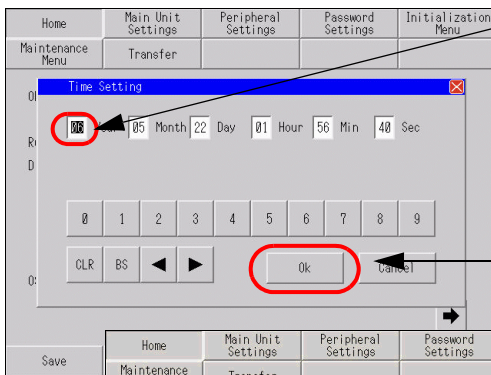 Home
Main Unit Settings
Peripheral Settings
Password Settings
Initialization Menu
Maintenance Menu
Transfer
Time Setting
06 Year 05 Month 22 Day 01 Hour 56 Min 40 Sec
0 1 2 3 4 5 6 7 8 9
CLR BS ◀ ▶ Ok Cancel
Save
Home
Main Unit Settings
Peripheral Settings
Password Settings
Maintenance
Transfer